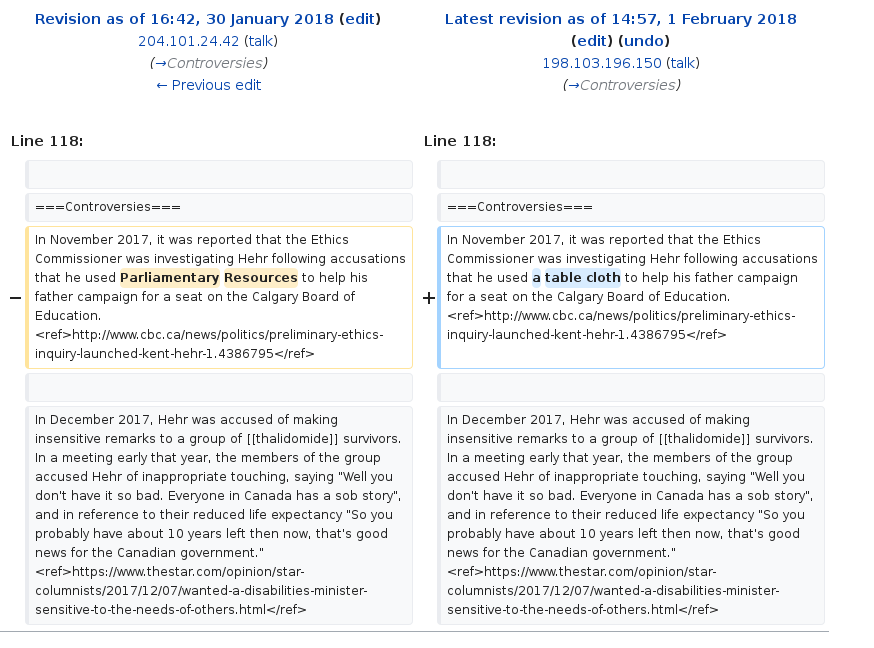 Revision as of 16:42, 30 January 2018 (edit)
204.101.24.42 (talk)
(→Controversies)
← Previous edit
Latest revision as of 14:57, 1 February 2018
(edit) (undo)
198.103.196.150 (talk)
(→Controversies)
Line 118:
===Controversies===
−
In November 2017, it was reported that the Ethics
Commissioner was investigating Hehr following accusations
that he used Parliamentary Resources to help his
father campaign for a seat on the Calgary Board of
Education.
<ref>http://www.cbc.ca/news/politics/preliminary-ethics-
inquiry-launched-kent-hehr-1.4386795</ref>
In December 2017, Hehr was accused of making
insensitive remarks to a group of [[thalidomide]] survivors.
In a meeting early that year, the members of the group
accused Hehr of inappropriate touching, saying "Well you
don't have it so bad. Everyone in Canada has a sob story",
and in reference to their reduced life expectancy "So you
probably have about 10 years left then now, that's good
news for the Canadian government."
<ref>https://www.thestar.com/opinion/star-
columnists/2017/12/07/wanted-a-disabilities-minister-
sensitive-to-the-needs-of-others.html</ref>
Line 118:
===Controversies===
+
In November 2017, it was reported that the Ethics
Commissioner was investigating Hehr following accusations
that he used a table cloth to help his father campaign
for a seat on the Calgary Board of Education.
<ref>http://www.cbc.ca/news/politics/preliminary-ethics-
inquiry-launched-kent-hehr-1.4386795</ref>
In December 2017, Hehr was accused of making
insensitive remarks to a group of [[thalidomide]] survivors.
In a meeting early that year, the members of the group
accused Hehr of inappropriate touching, saying "Well you
don't have it so bad. Everyone in Canada has a sob story",
and in reference to their reduced life expectancy "So you
probably have about 10 years left then now, that's good
news for the Canadian government."
<ref>https://www.thestar.com/opinion/star-
columnists/2017/12/07/wanted-a-disabilities-minister-
sensitive-to-the-needs-of-others.html</ref>